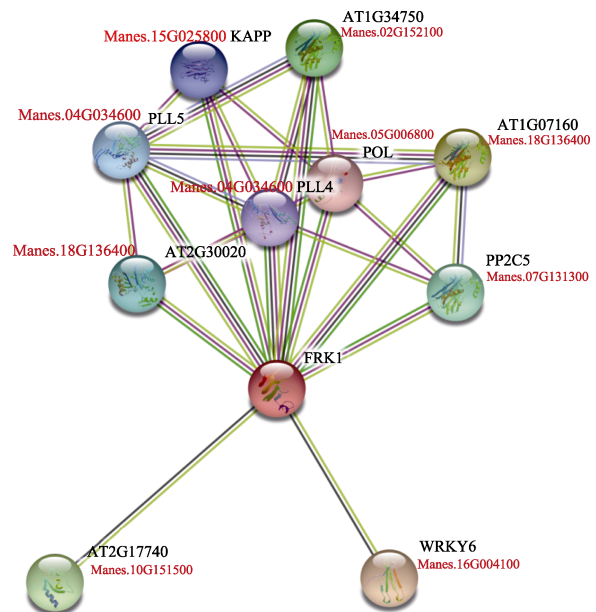 AT1G34750
Manes.02G152100
Manes.15G025800 KAPP
Manes.04G034600 PLL5
Manes.05G006800
POL
AT1G07160
Manes.18G136400
Manes.04G034600 PLL4
Manes.18G136400
AT2G30020
PP2C5
Manes.07G131300
FRK1
AT2G17740
Manes.10G151500
WRKY6
Manes.16G004100